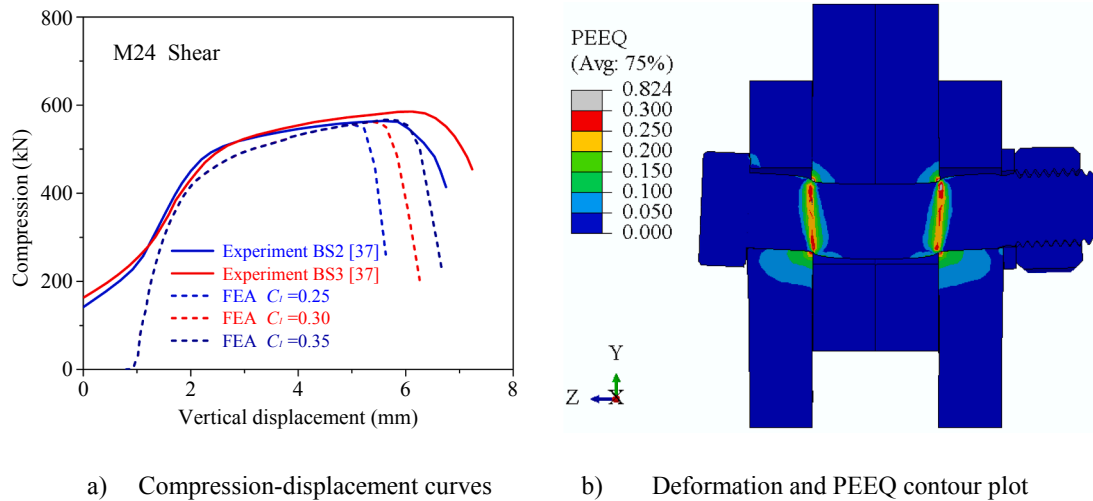 M24 Shear
800
600
400
200
0
0
2
4
6
8
Compression (kN)
Vertical displacement (mm)
Experiment BS2 [37]
Experiment BS3 [37]
FEA C₁ =0.25
FEA C₁ =0.30
FEA C₁ =0.35
PEEQ
(Avg: 75%)
0.824
0.300
0.250
0.200
0.150
0.100
0.050
0.000
Y
Z
X
a) Compression-displacement curves
b) Deformation and PEEQ contour plot